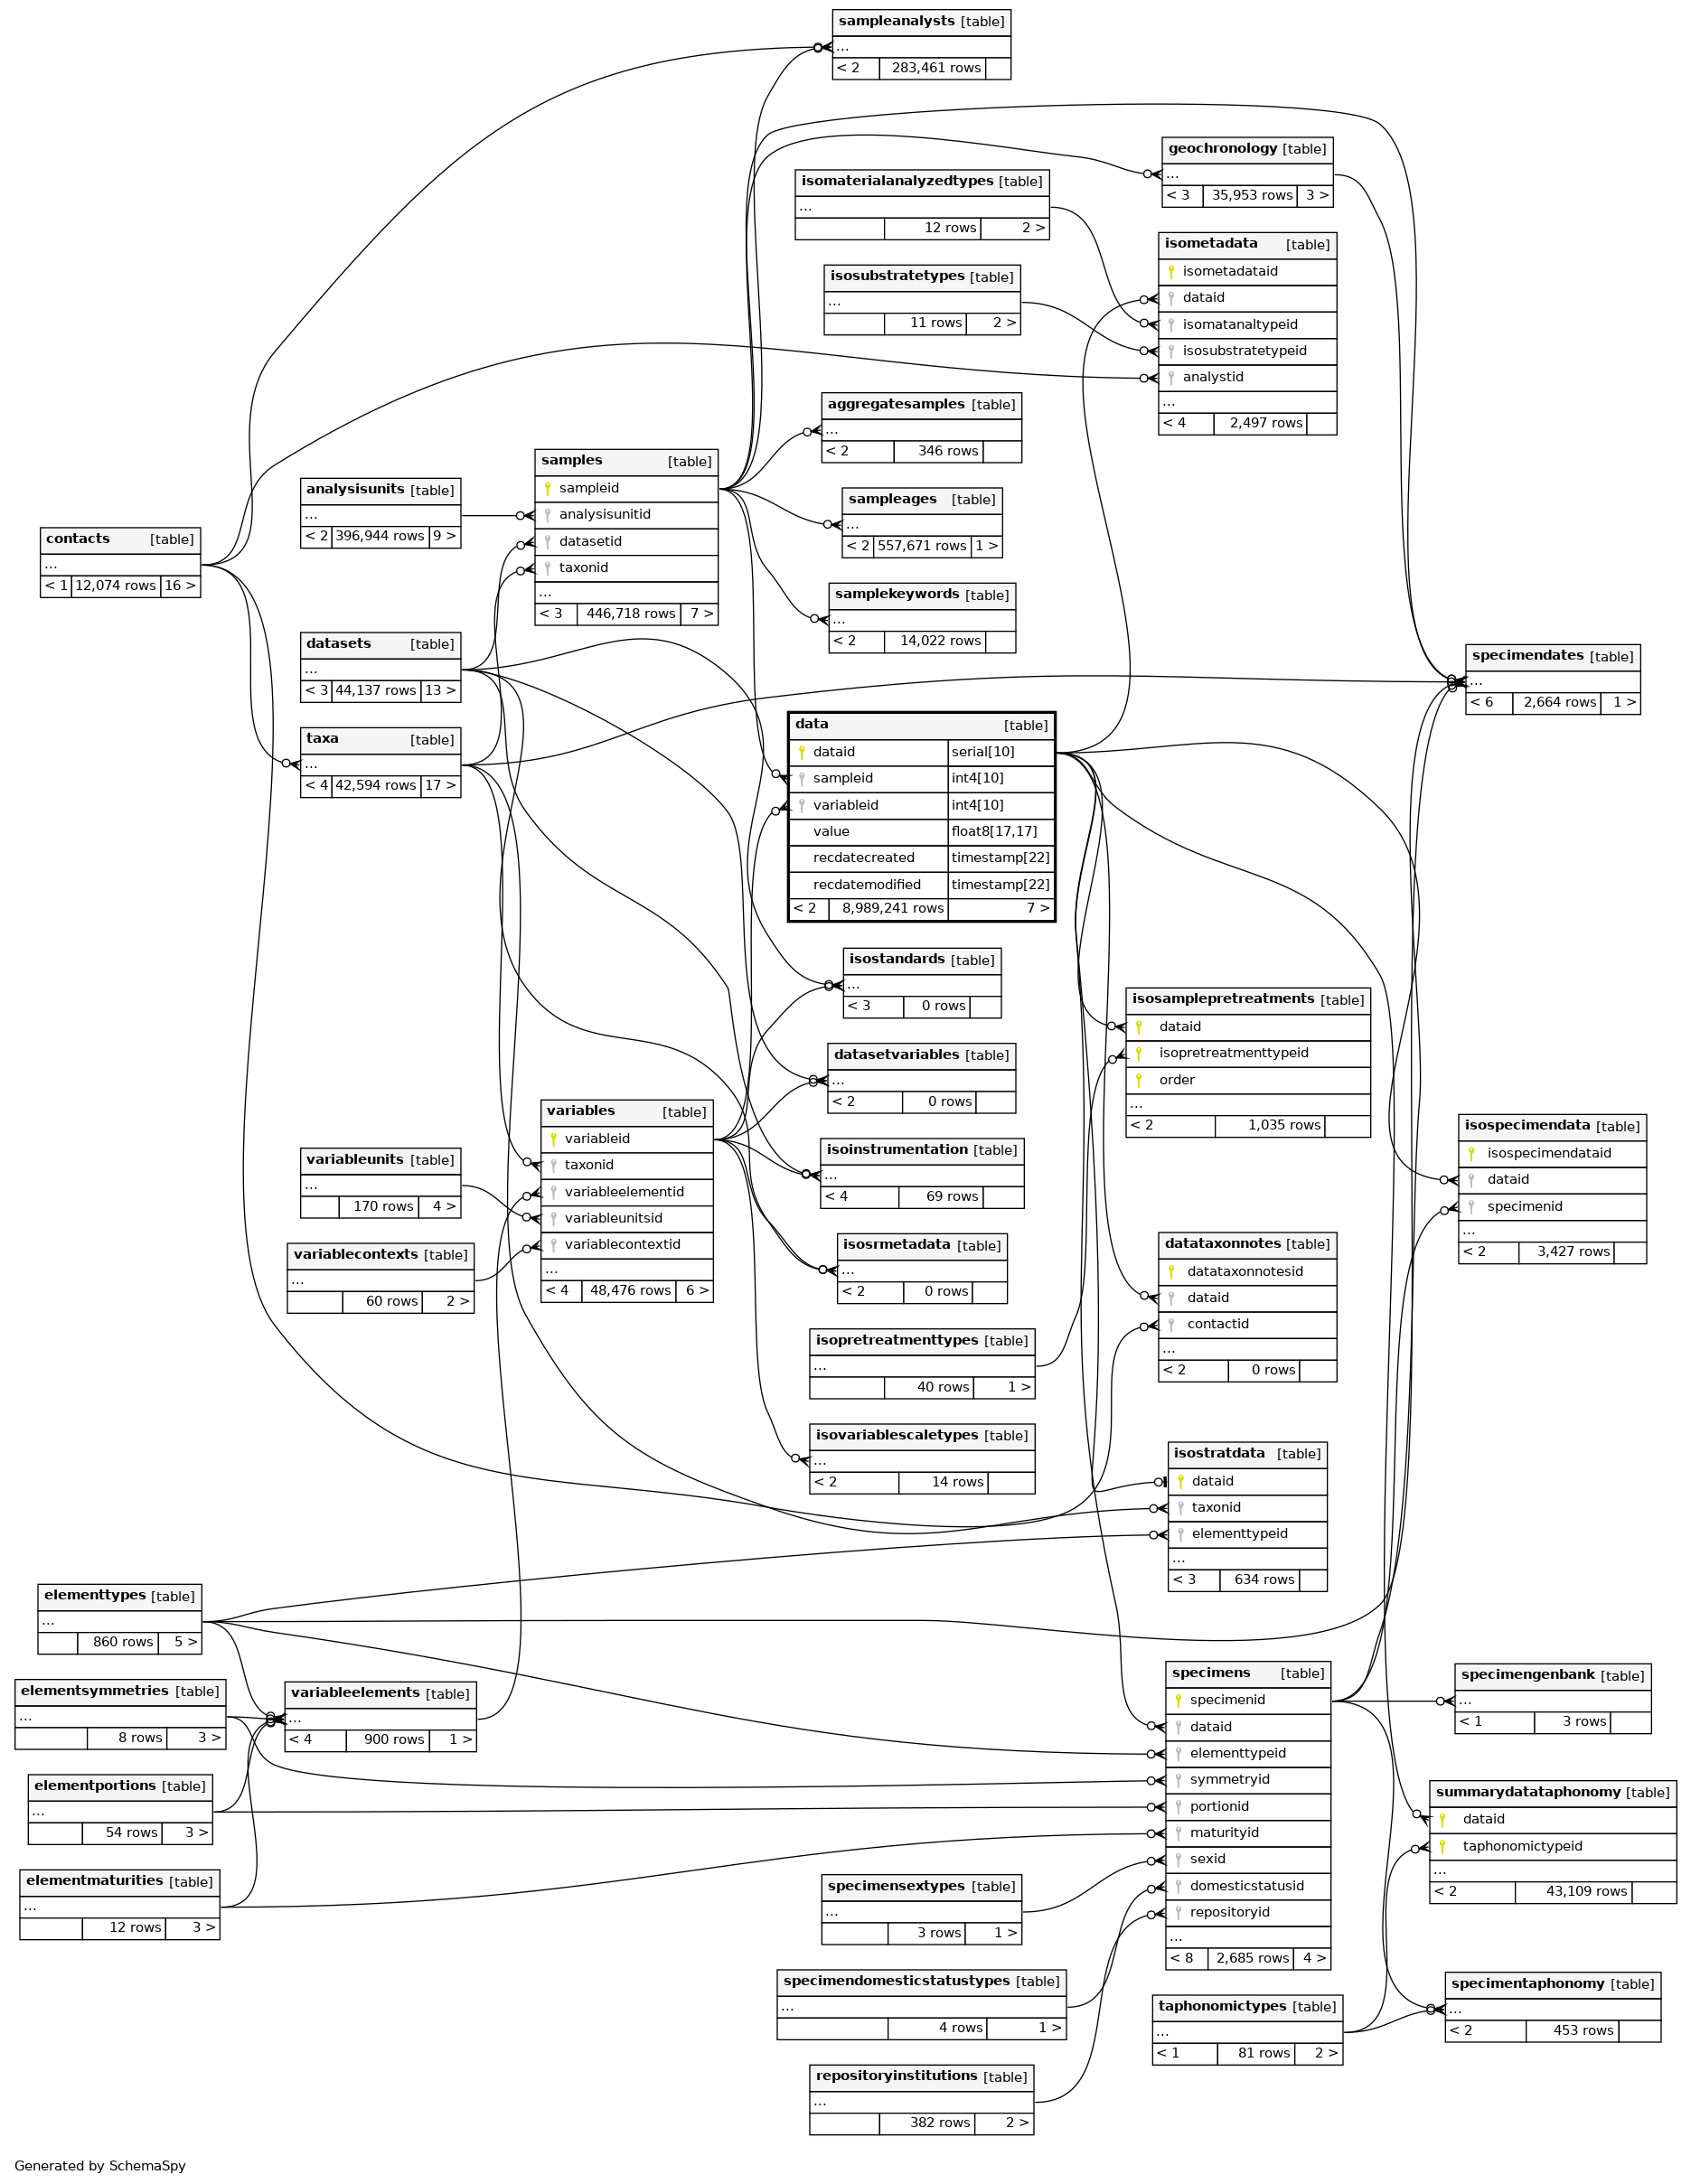 sampleanalysts [table]
...
< 2 283,461 rows
geochronology [table]
...
< 3 35,953 rows 3 >
isomaterialanalyzedtypes [table]
...
12 rows 2 >
isometadata [table]
isometadataid
dataid
isomatanaltypeid
isosubstratetypeid
analystid
...
< 4 2,497 rows
isosubstratetypes [table]
...
11 rows 2 >
aggregatesamples [table]
...
< 2 346 rows
samples [table]
sampleid
analysisunitid
datasetid
taxonid
...
< 3 446,718 rows 7 >
analysisunits [table]
...
< 2 396,944 rows 9 >
sampleages [table]
...
< 2 557,671 rows 1 >
contacts [table]
...
< 1 12,074 rows 16 >
samplekeywords [table]
...
< 2 14,022 rows
datasets [table]
...
< 3 44,137 rows 13 >
specimendates [table]
...
< 6 2,664 rows 1 >
taxa [table]
...
< 4 42,594 rows 17 >
data [table]
dataid serial[10]
sampleid int4[10]
variableid int4[10]
value float8[17,17]
recdatecreated timestamp[22]
recdatemodified timestamp[22]
< 2 8,989,241 rows 7 >
isostandards [table]
...
< 3 0 rows
isosamplepretreatments [table]
dataid
isopretreatmenttypeid
order
...
< 2 1,035 rows
datasetvariables [table]
...
< 2 0 rows
variables [table]
variableid
taxonid
variableelementid
variableunitsid
variablecontextid
...
< 4 48,476 rows 6 >
isospecimendata [table]
isospecimendataid
dataid
specimenid
...
< 2 3,427 rows
variableunits [table]
...
170 rows 4 >
isoinstrumentation [table]
...
< 4 69 rows
variablecontexts [table]
...
60 rows 2 >
isosrmetadata [table]
...
< 2 0 rows
datataxonnotes [table]
datataxonnotesid
dataid
contactid
...
< 2 0 rows
isopretreatmenttypes [table]
...
40 rows 1 >
isovariablescaletypes [table]
...
< 2 14 rows
isostratdata [table]
dataid
taxonid
elementtypeid
...
< 3 634 rows
elementtypes [table]
...
860 rows 5 >
elementsymmetries [table]
...
8 rows 3 >
variableelements [table]
...
< 4 900 rows 1 >
specimens [table]
specimenid
dataid
elementtypeid
symmetryid
portionid
maturityid
sexid
domesticstatusid
repositoryid
...
< 8 2,685 rows 4 >
specimengenbank [table]
...
< 1 3 rows
elementportions [table]
...
54 rows 3 >
summarydatataphonomy [table]
dataid
taphonomictypeid
...
< 2 43,109 rows
elementmaturities [table]
...
12 rows 3 >
specimensextypes [table]
...
3 rows 1 >
specimendomesticstatustypes [table]
...
4 rows 1 >
specimentaphonomy [table]
...
< 2 453 rows
taphonomictypes [table]
...
< 1 81 rows 2 >
repositoryinstitutions [table]
...
382 rows 2 >
Generated by SchemaSpy